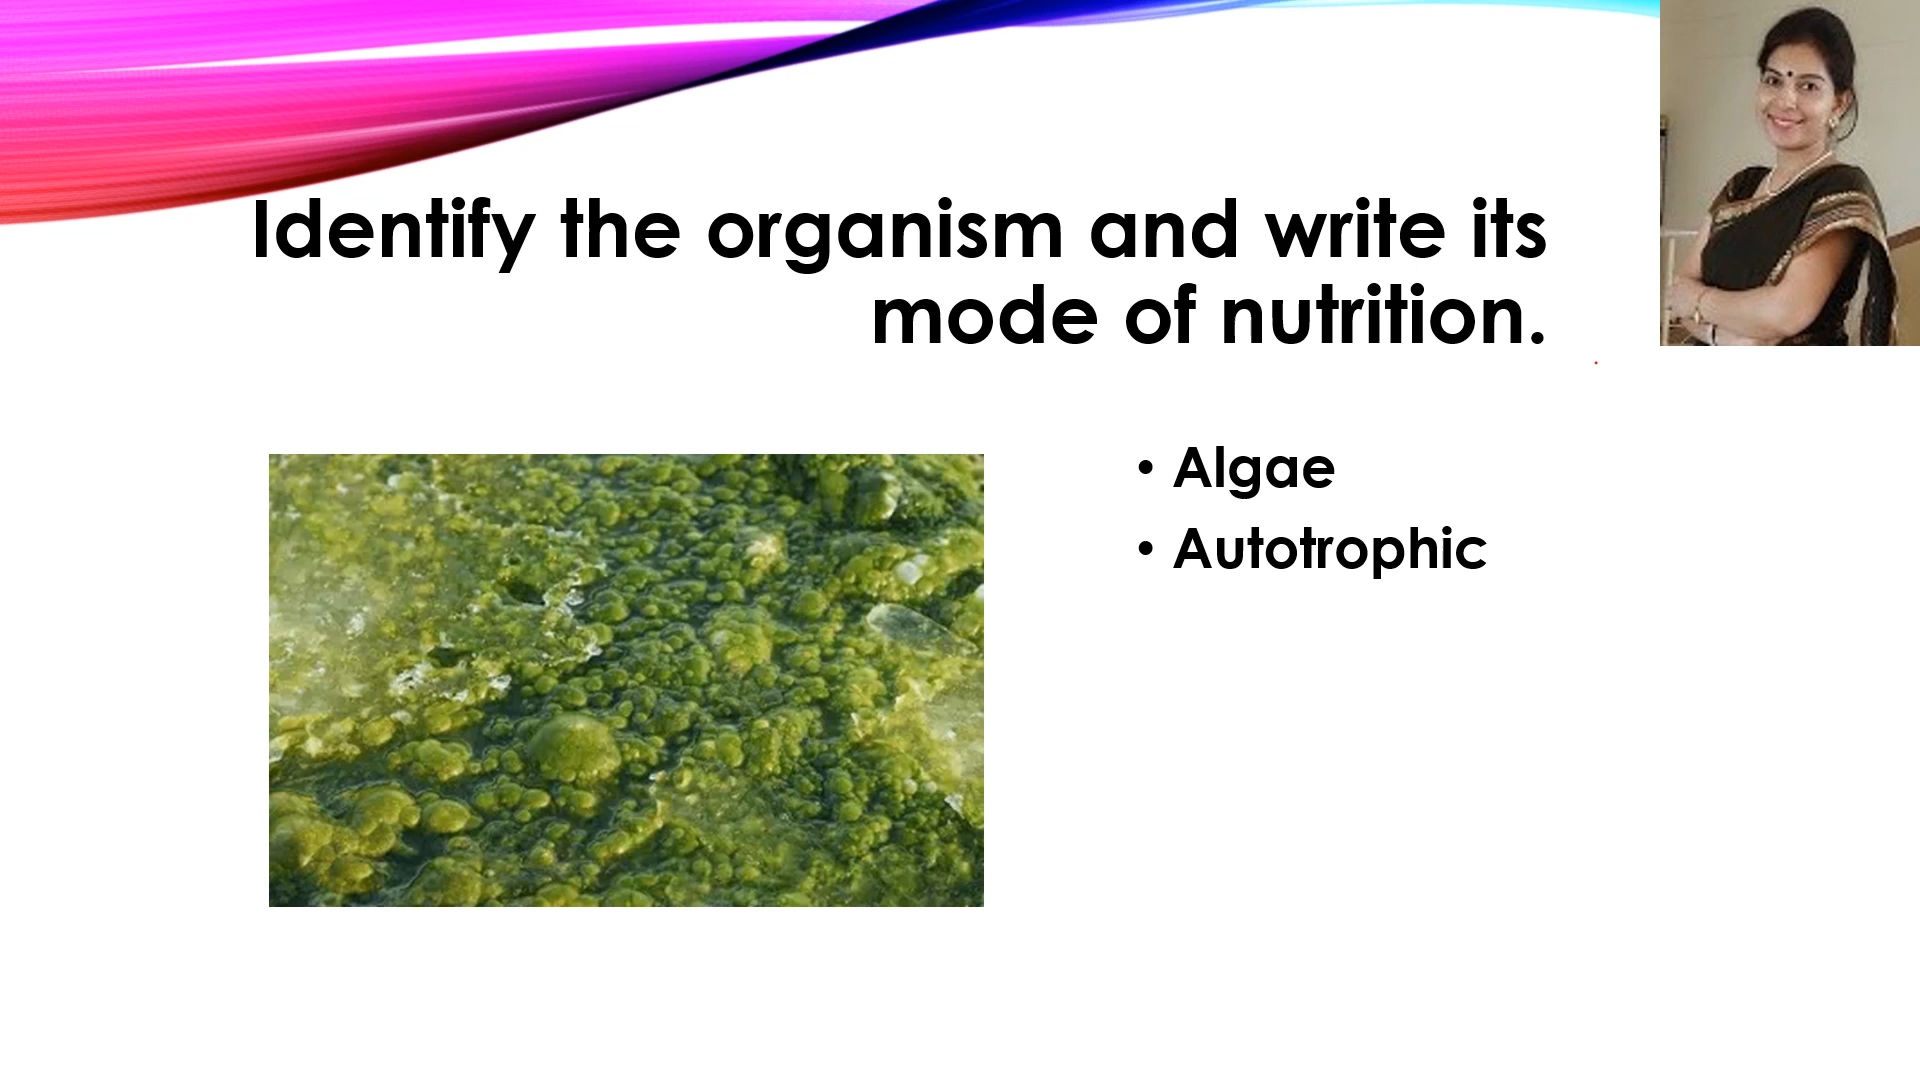 Identify the organism and write its
mode of nutrition.
• Algae
• Autotrophic